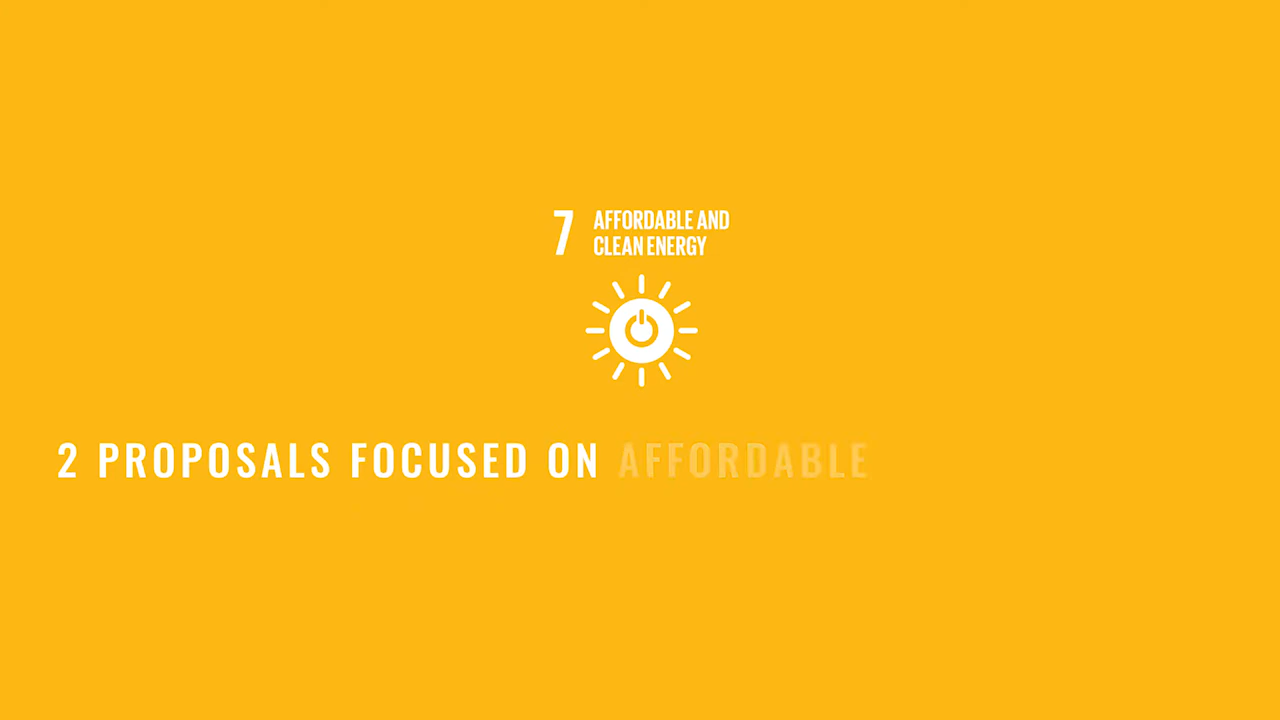 7
AFFORDABLE AND
CLEAN ENERGY
2 PROPOSALS FOCUSED ON AFFORDABLE